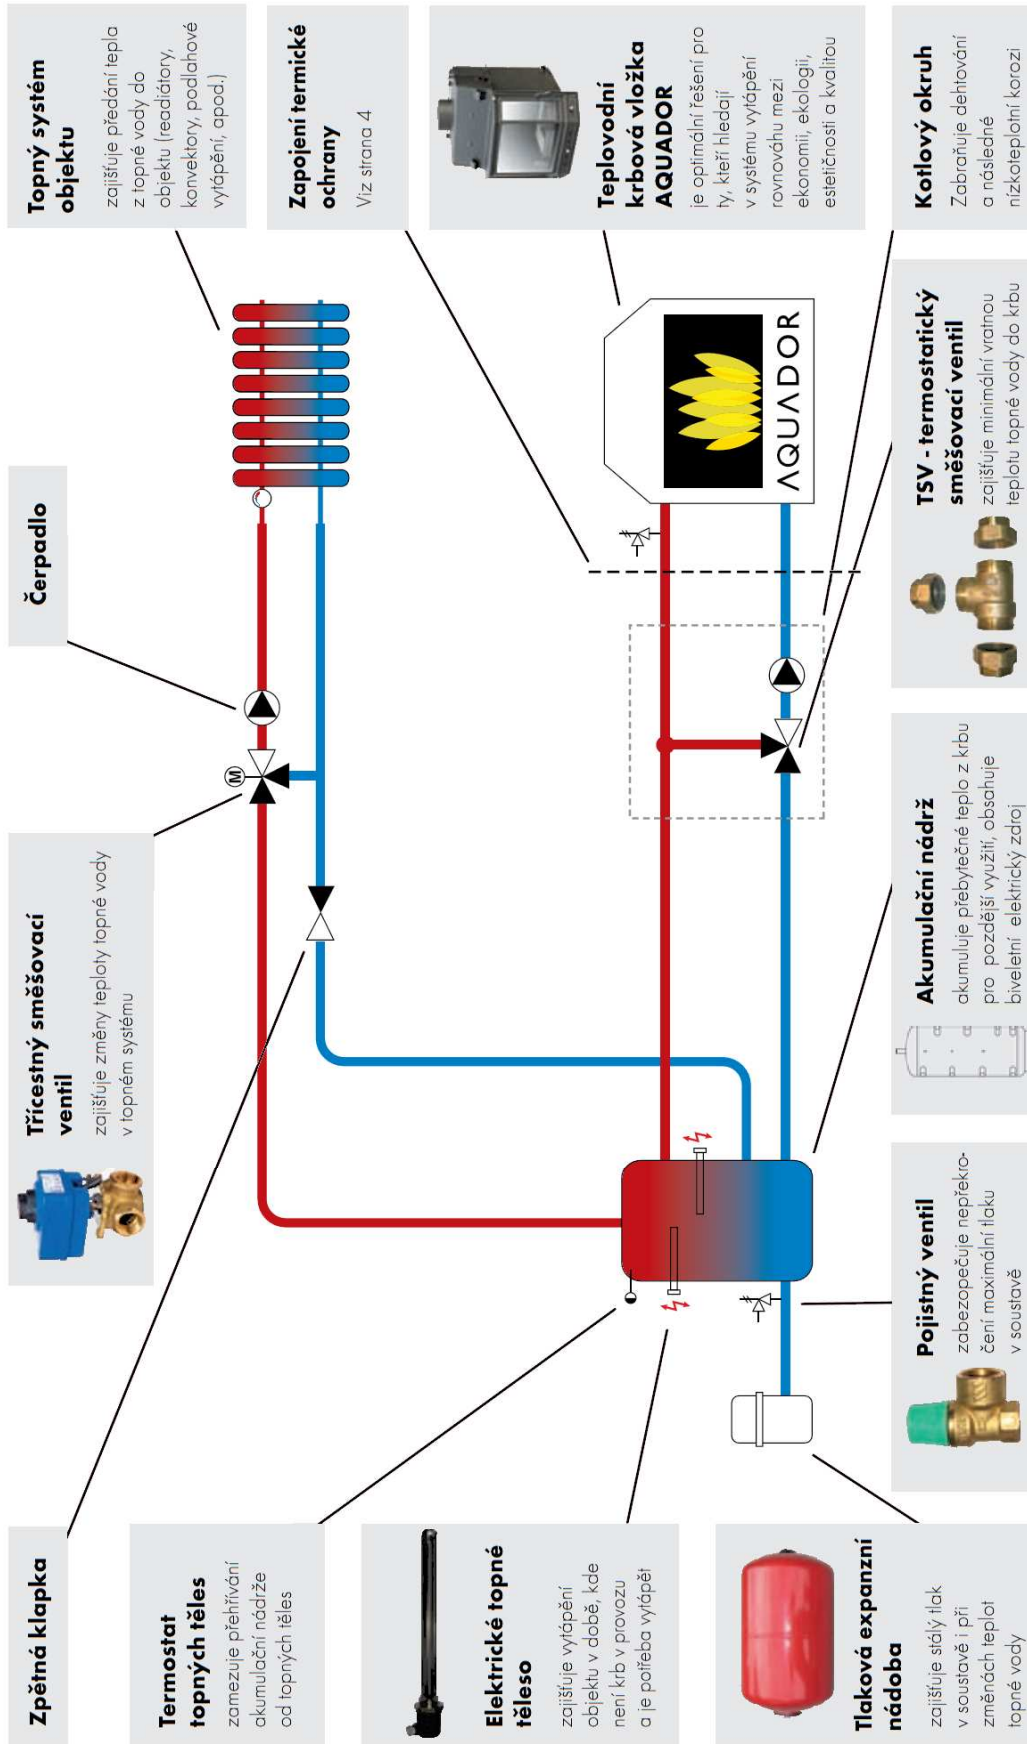 Zpětná klapka
Třícestný směšovací
ventil
zajišťuje změny teploty topné vody
v topném systému
Čerpadlo
Topný systém
objektu
zajišťuje předání tepla
z topné vody do
objektu (readiátory,
konvektory, podlahové
vytápění, apod.)
Termostat
topných těles
zamezuje přehřívání
akumulační nádrže
od topných těles
M
Zapojení termické
ochrany
Viz strana 4
Elektrické topné
těleso
zajišťuje vytápění
objektu v době, kde
není krb v provozu
a je potřeba vytápět
Teplovodní
krbová vložka
AQUADOR
je optimální řešení pro
ty, kteří hledají
v systému vytápění
rovnováhu mezi
ekonomii, ekologii,
estetičnosti a kvalitou
AQUADOR
Tlaková expanzní
nádoba
zajišťuje stálý tlak
v soustavě i při
změnách teplot
topné vody
Pojistný ventil
zabezopečuje nepřekro-
čení maximální tlaku
v soustavě
Akumulační nádrž
akumuluje přebytečné teplo z krbu
pro pozdější využití, obsahuje
biveletní elektrický zdroj
TSV - termostatický
směšovací ventil
zajišťuje minimální vratnou
teplotu topné vody do krbu
Kotlový okruh
Zabraňuje dehtování
a následné
nízkoteplotní korozi